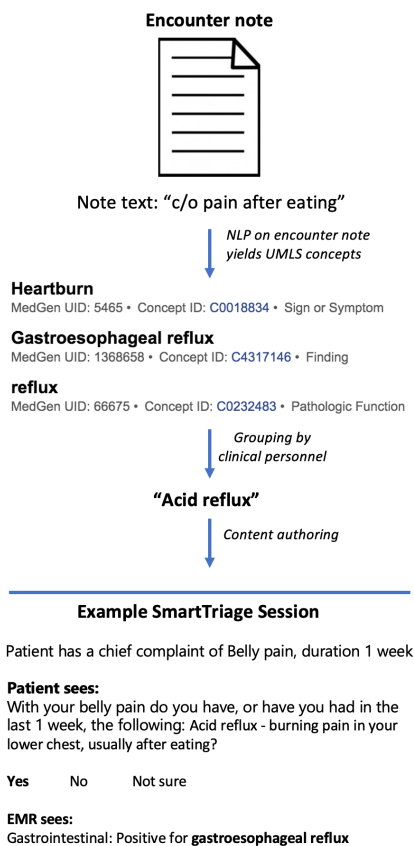 Encounter note
Note text: “c/o pain after eating”
NLP on encounter note
yields UMLS concepts
Heartburn
MedGen UID: 5465 • Concept ID: C0018834 • Sign or Symptom
Gastroesophageal reflux
MedGen UID: 1368658 • Concept ID: C4317146 • Finding
reflux
MedGen UID: 66675 • Concept ID: C0232483 • Pathologic Function
Grouping by
clinical personnel
“Acid reflux”
Content authoring
Example SmartTriage Session
Patient has a chief complaint of Belly pain, duration 1 week
Patient sees:
With your belly pain do you have, or have you had in the
last 1 week, the following: Acid reflux - burning pain in your
lower chest, usually after eating?
Yes No Not sure
EMR sees:
Gastrointestinal: Positive for gastroesophageal reflux